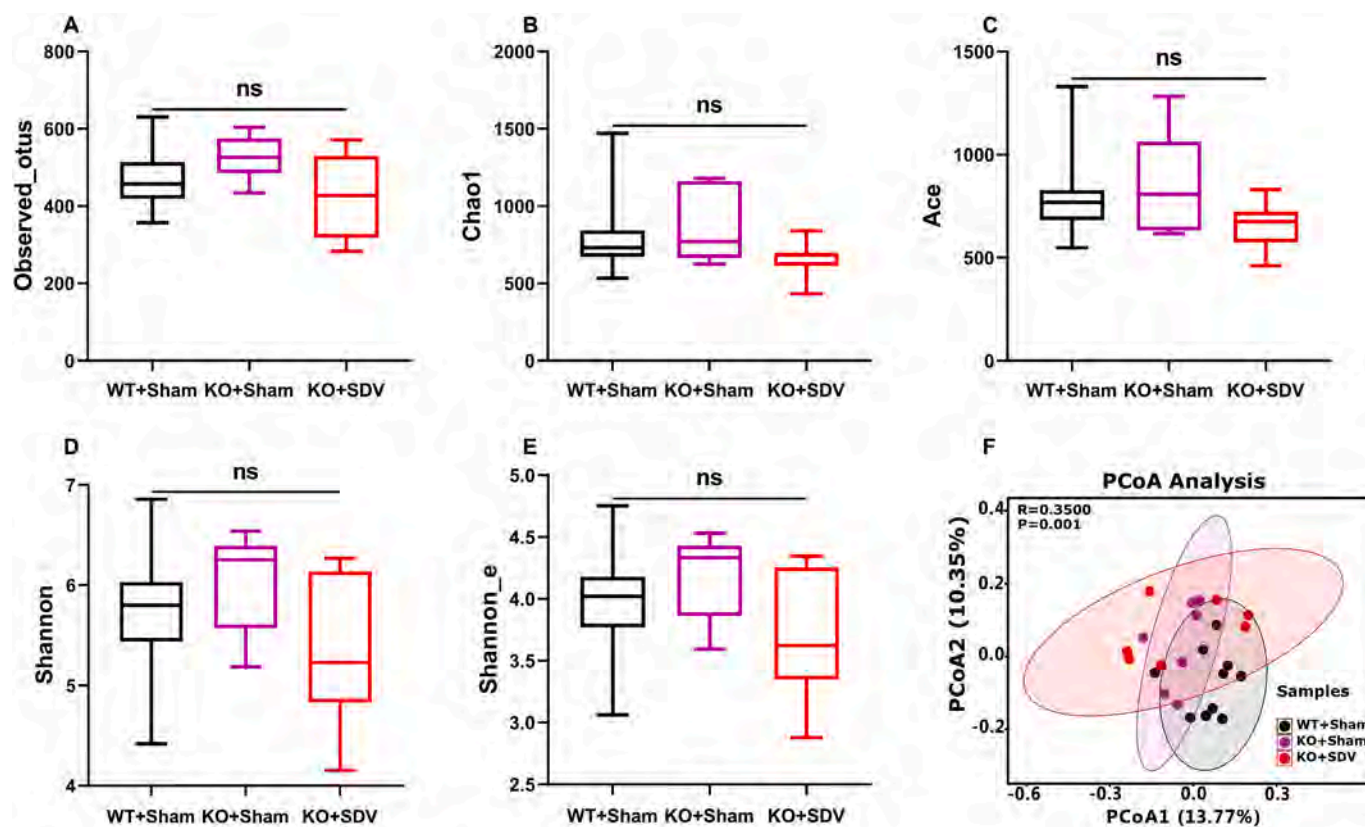 A
800
600
400
200
0
Observed_otus
ns
WT+Sham KO+Sham KO+SDV
B
2000
1500
1000
500
0
Chao1
ns
WT+Sham KO+Sham KO+SDV
C
1500
1000
500
0
Ace
ns
WT+Sham KO+Sham KO+SDV
D
7
6
5
4
Shannon
ns
WT+Sham KO+Sham KO+SDV
E
5.0
4.5
4.0
3.5
3.0
2.5
Shannon_e
ns
WT+Sham KO+Sham KO+SDV
F
PCoA Analysis
R=0.3500
P=0.001
0.4
0.2
0.0
-0.2
PCoA2 (10.35%)
Samples
WT+Sham
KO+Sham
KO+SDV
-0.6 -0.3 0.0 0.3
PCoA1 (13.77%)